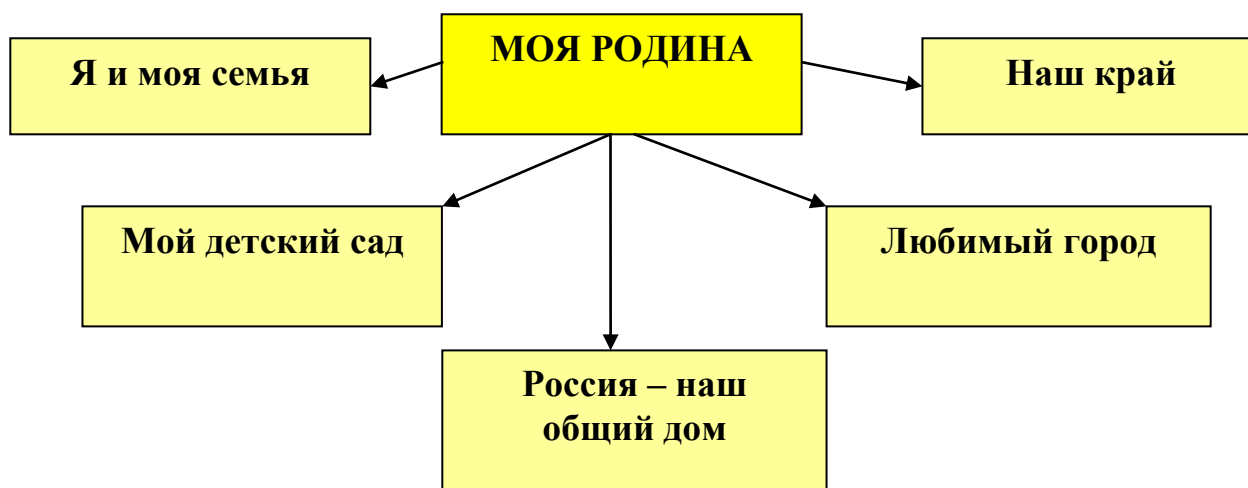 МОЯ РОДИНА
Я и моя семья
Наш край
Мой детский сад
Любимый город
Россия – наш
общий дом